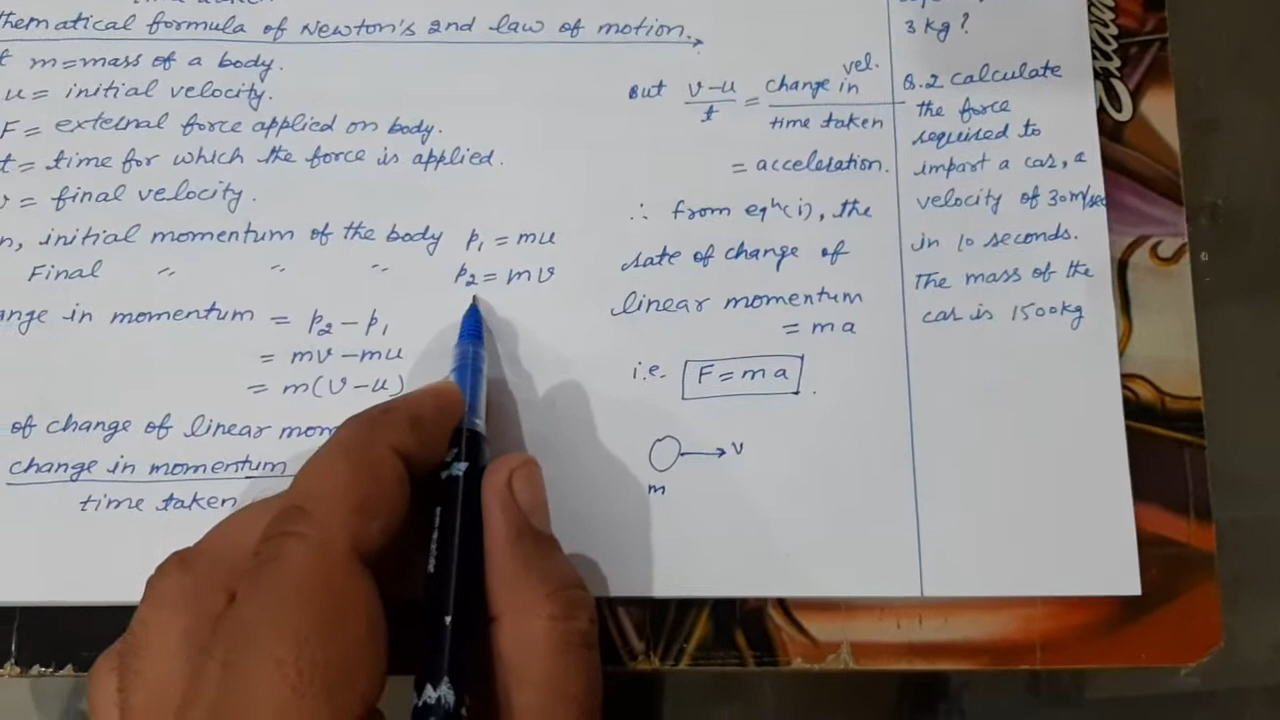 thematical formula of Newton's 2nd law of motion.
m = mass of a body.
u = initial velocity.
F = external force applied on body.
t = time for which the force is applied.
= final velocity.
initial momentum of the body p₁ = mu
Final " " " p₂ = mv
ange in momentum = p₂ - p₁
= mv - mu
= m(v-u)
of change of linear mom
change in momentum
time taken
But v-u/t = change in vel./time taken
= acceleration.
∴ from eqⁿ(i), the
rate of change of
linear momentum
= ma
i.e. F = ma
v
m
3 kg?
Q.2 calculate
the force
required to
impart a car, a
velocity of 30 m/sec
in 10 seconds.
The mass of the
car is 1500kg
Exam